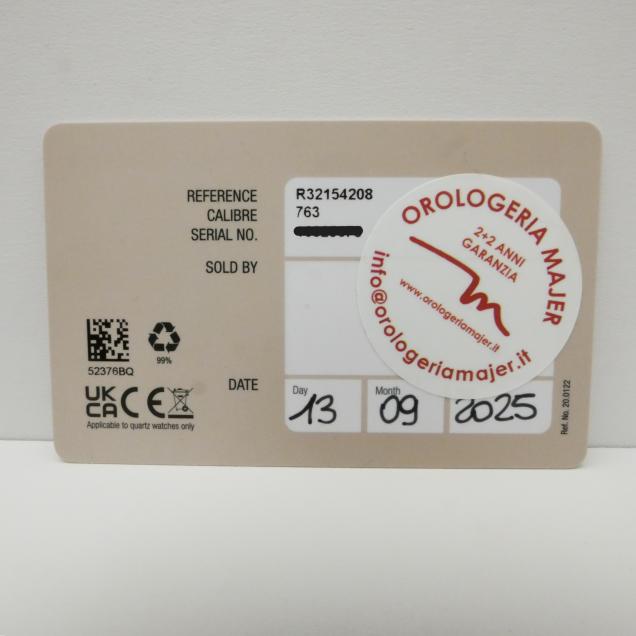 REFERENCE R32154208
CALIBRE 763
SERIAL NO.
SOLD BY
OROLOGERIA MAJER
2+2 ANNI
GARANZIA
www.orologeriamajer.it
info@orologeriamajer.it
99%
52376BQ
UK
CA CE
Applicable to quartz watches only
DATE
Day Month
13 09 2025
Ref. No. 20.0122